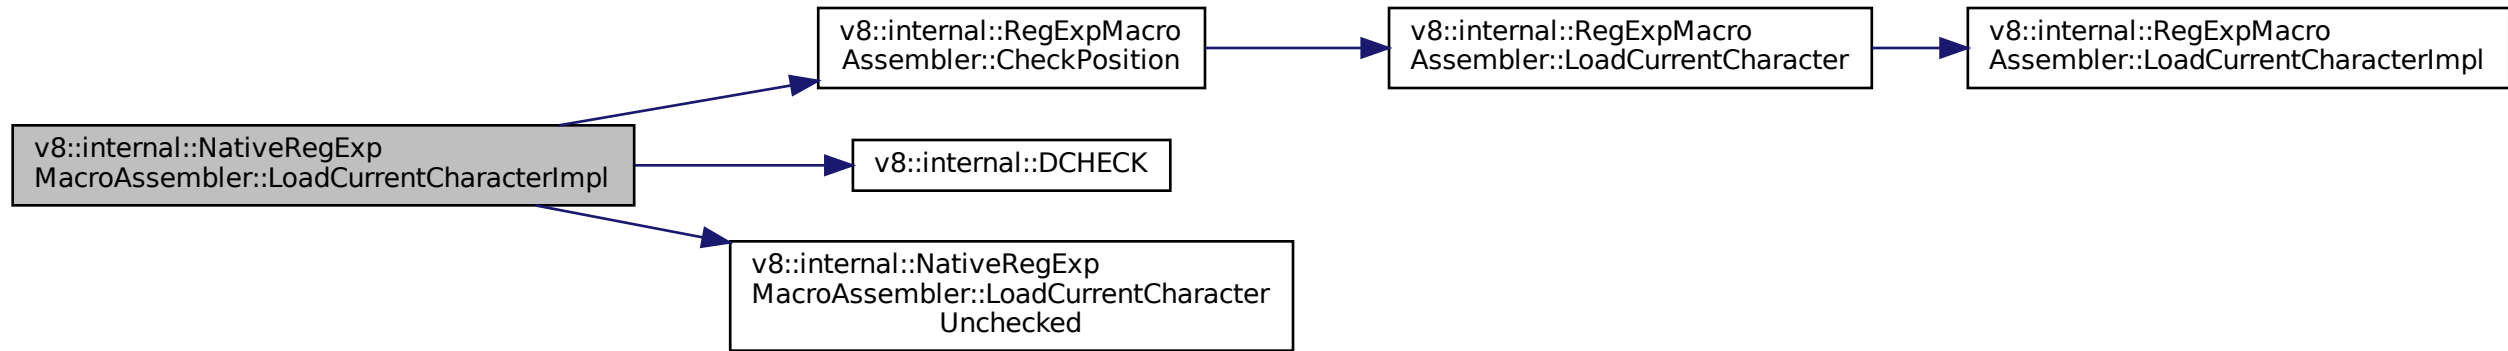 v8::internal::NativeRegExp
MacroAssembler::LoadCurrentCharacterImpl
v8::internal::RegExpMacro
Assembler::CheckPosition
v8::internal::RegExpMacro
Assembler::LoadCurrentCharacter
v8::internal::RegExpMacro
Assembler::LoadCurrentCharacterImpl
v8::internal::DCHECK
v8::internal::NativeRegExp
MacroAssembler::LoadCurrentCharacter
Unchecked